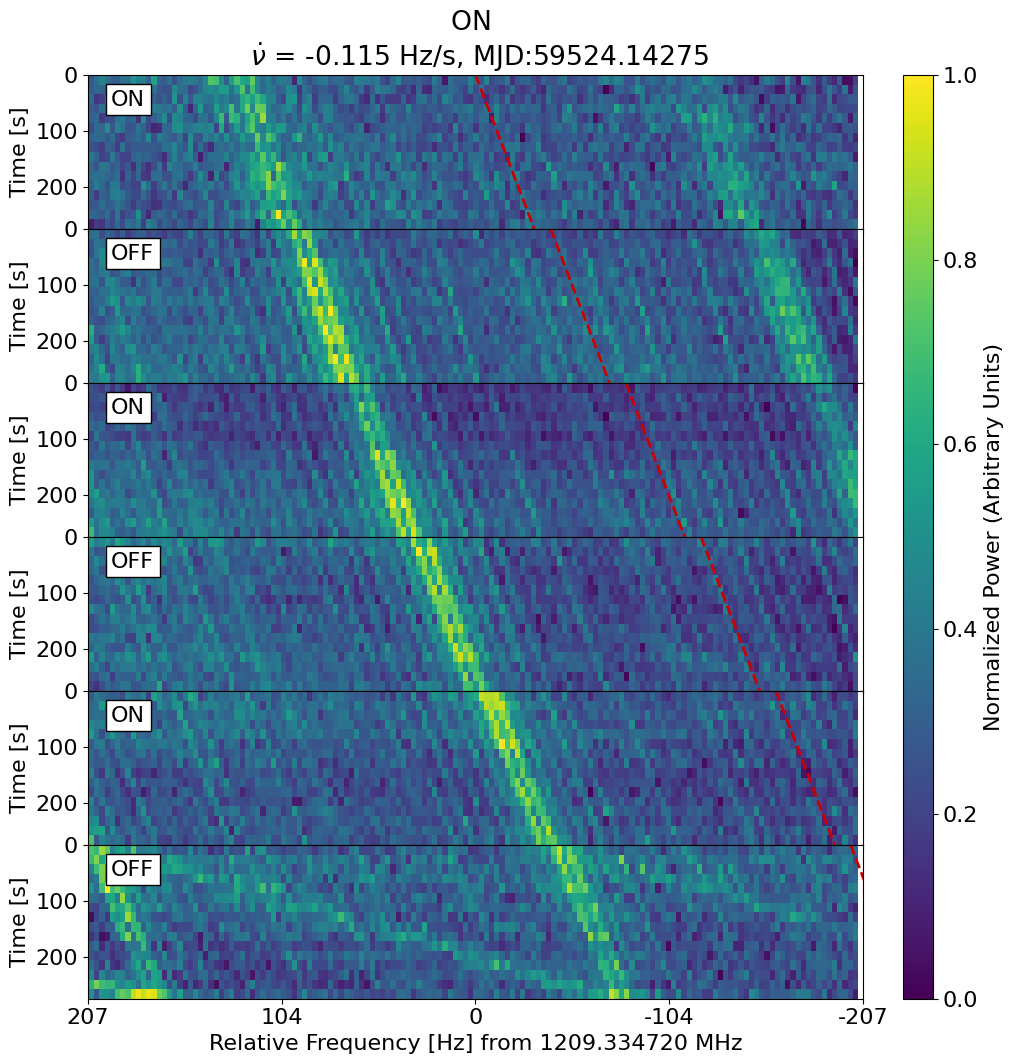 ON
ν̇ = -0.115 Hz/s, MJD:59524.14275
0
100
200
Time [s]
ON
0
100
200
Time [s]
OFF
0
100
200
Time [s]
ON
0
100
200
Time [s]
OFF
0
100
200
Time [s]
ON
0
100
200
Time [s]
OFF
207 104 0 -104 -207
Relative Frequency [Hz] from 1209.334720 MHz
1.0
0.8
0.6
0.4
0.2
0.0
Normalized Power (Arbitrary Units)